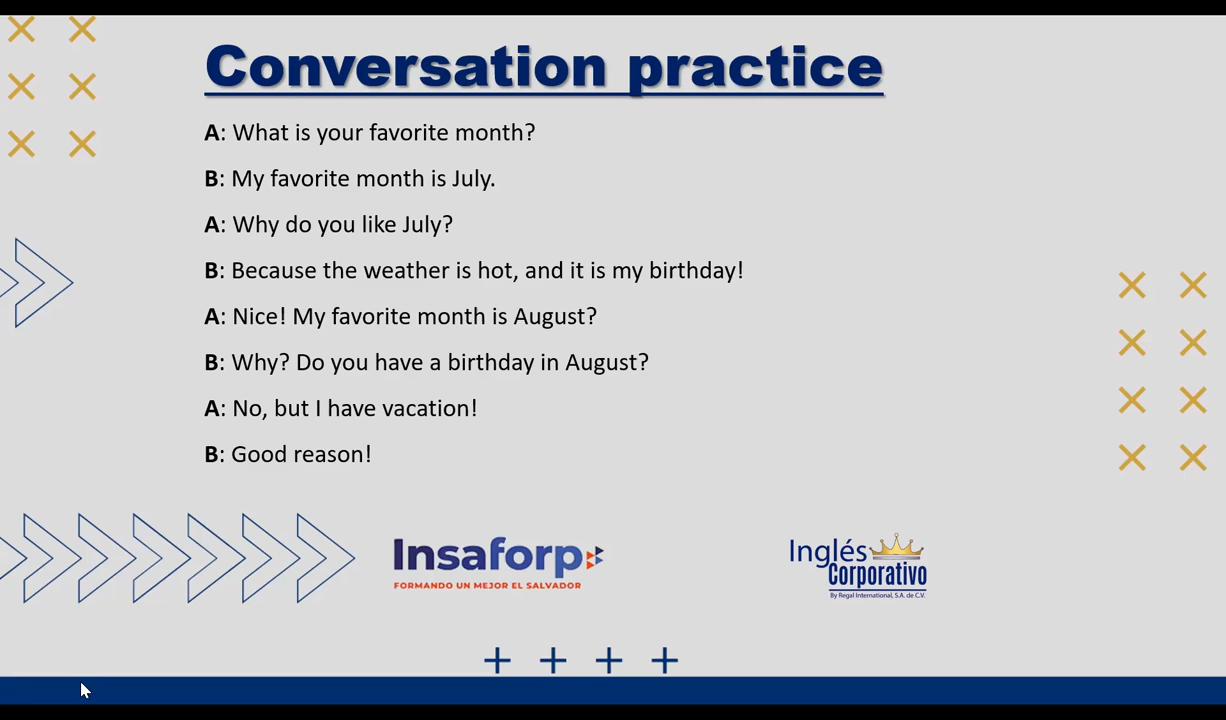 Conversation practice
A: What is your favorite month?
B: My favorite month is July.
A: Why do you like July?
B: Because the weather is hot, and it is my birthday!
A: Nice! My favorite month is August?
B: Why? Do you have a birthday in August?
A: No, but I have vacation!
B: Good reason!
Insaforp
FORMANDO UN MEJOR EL SALVADOR
Inglés
Corporativo
By Regal International, S.A. de C.V.